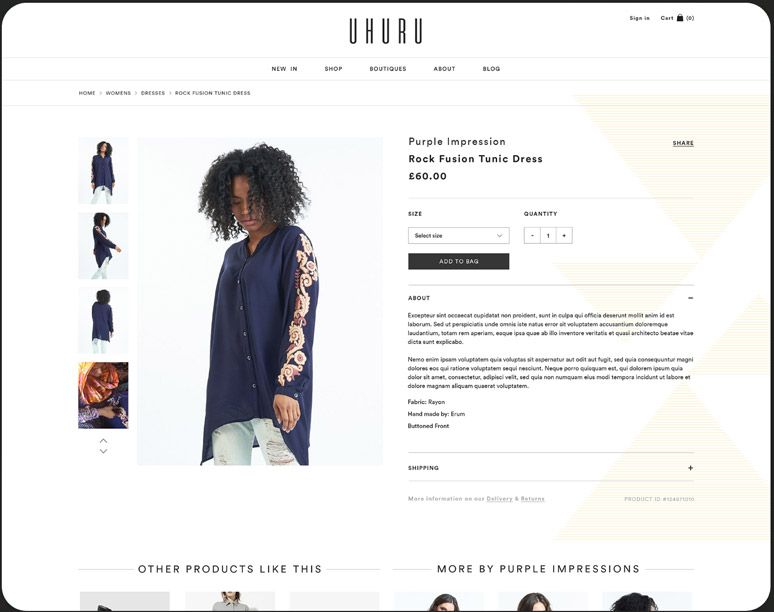 UHURU
Sign in Cart (0)
NEW IN SHOP BOUTIQUES ABOUT BLOG
HOME > WOMENS > DRESSES > ROCK FUSION TUNIC DRESS
Purple Impression
SHARE
Rock Fusion Tunic Dress
£60.00
SIZE QUANTITY
Select size - 1 +
ADD TO BAG
ABOUT −
Excepteur sint occaecat cupidatat non proident, sunt in culpa qui officia deserunt mollit anim id est
laborum. Sed ut perspiciatis unde omnis iste natus error sit voluptatem accusantium doloremque
laudantium, totam rem aperiam, eaque ipsa quae ab illo inventore veritatis et quasi architecto beatae vitae
dicta sunt explicabo.
Nemo enim ipsam voluptatem quia voluptas sit aspernatur aut odit aut fugit, sed quia consequuntur magni
dolores eos qui ratione voluptatem sequi nesciunt. Neque porro quisquam est, qui dolorem ipsum quia
dolor sit amet, consectetur, adipisci velit, sed quia non numquam eius modi tempora incidunt ut labore et
dolore magnam aliquam quaerat voluptatem.
Fabric: Rayon
Hand made by: Erum
Buttoned Front
SHIPPING +
More information on our Delivery & Returns
PRODUCT ID
OTHER PRODUCTS LIKE THIS MORE BY PURPLE IMPRESSIONS